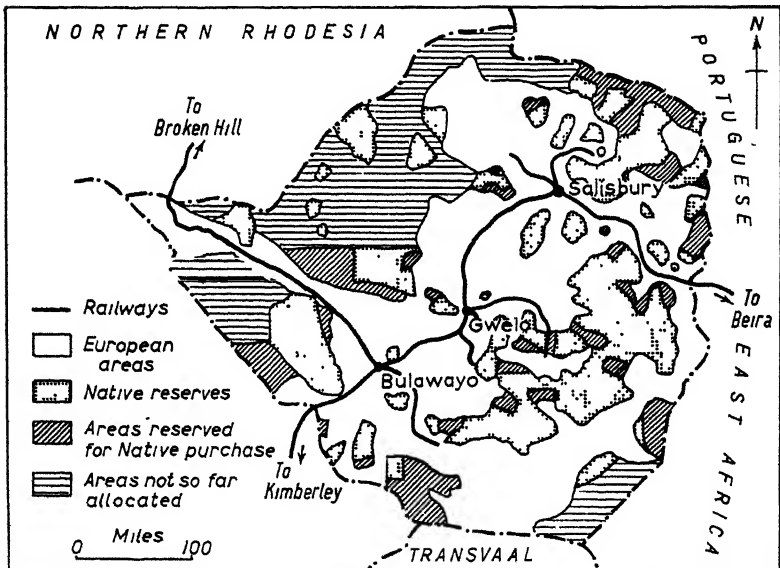 NORTHERN RHODESIA
N
PORTUGUESE
To
Broken Hill
Salisbury
To
Beira
Railways
Gwelo
European
areas
Bulawayo
EAST AFRICA
Native reserves
Areas reserved
for Native purchase
To
Kimberley
Areas not so far
allocated
Miles
0 100
TRANSVAAL